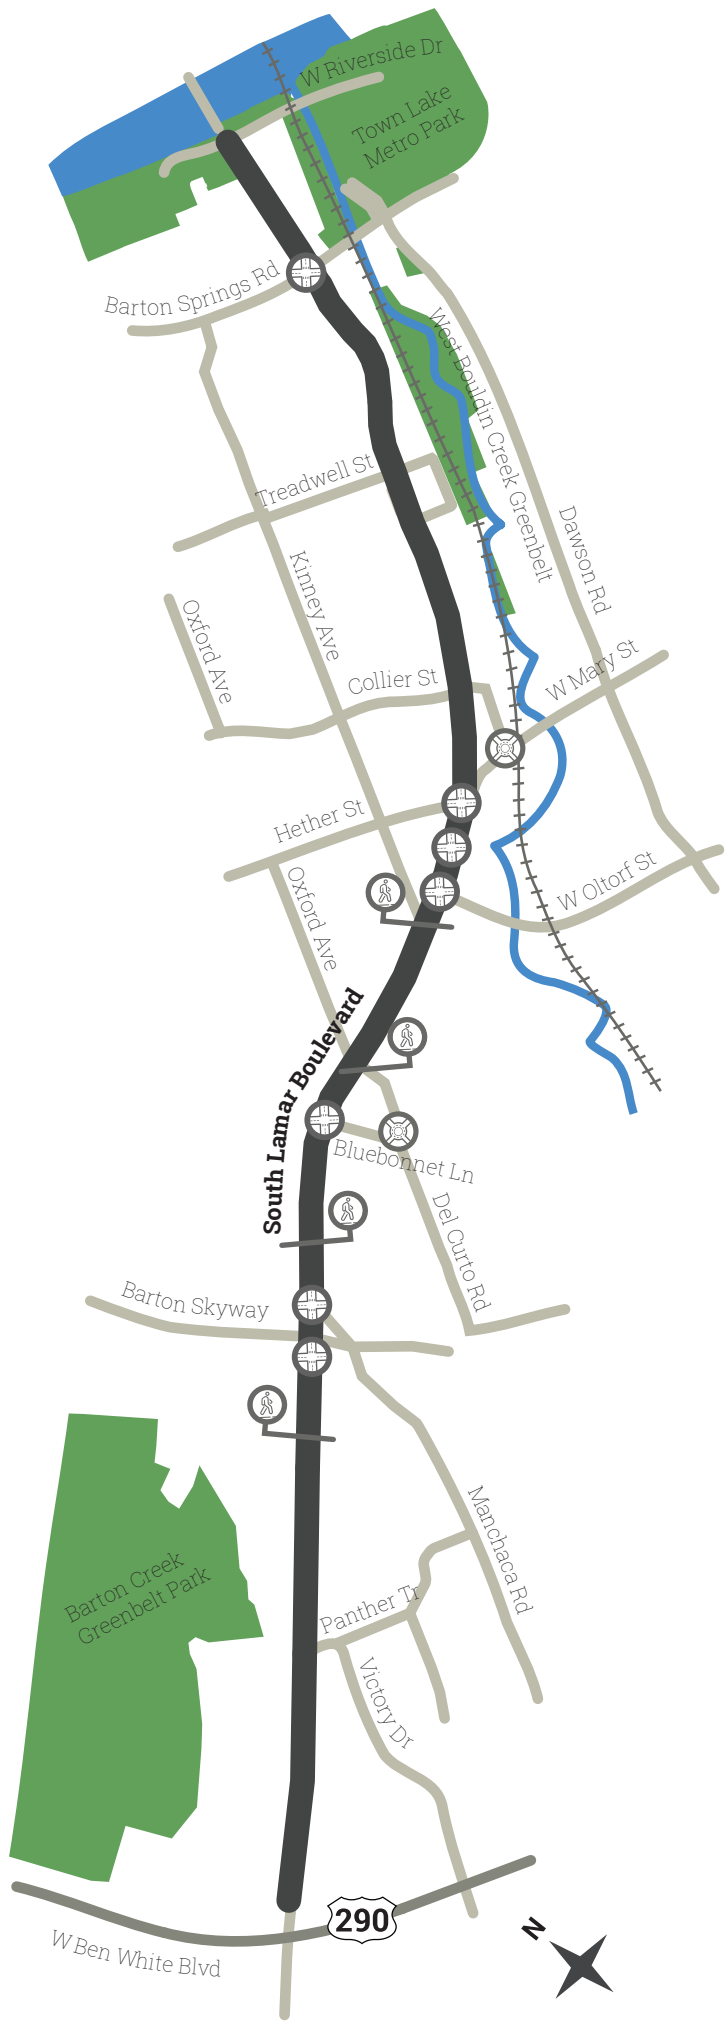 W Riverside Dr
Town Lake
Metro Park
Barton Springs Rd
West Bouldin Creek Greenbelt
Treadwell St
Dawson Rd
Kinney Ave
Oxford Ave
W Mary St
Collier St
Hether St
W Oltorf St
Oxford Ave
South Lamar Boulevard
Bluebonnet Ln
Del Curto Rd
Barton Skyway
Manchaca Rd
Barton Creek
Greenbelt Park
Panther Tr
Victory Dr
290
W Ben White Blvd
N